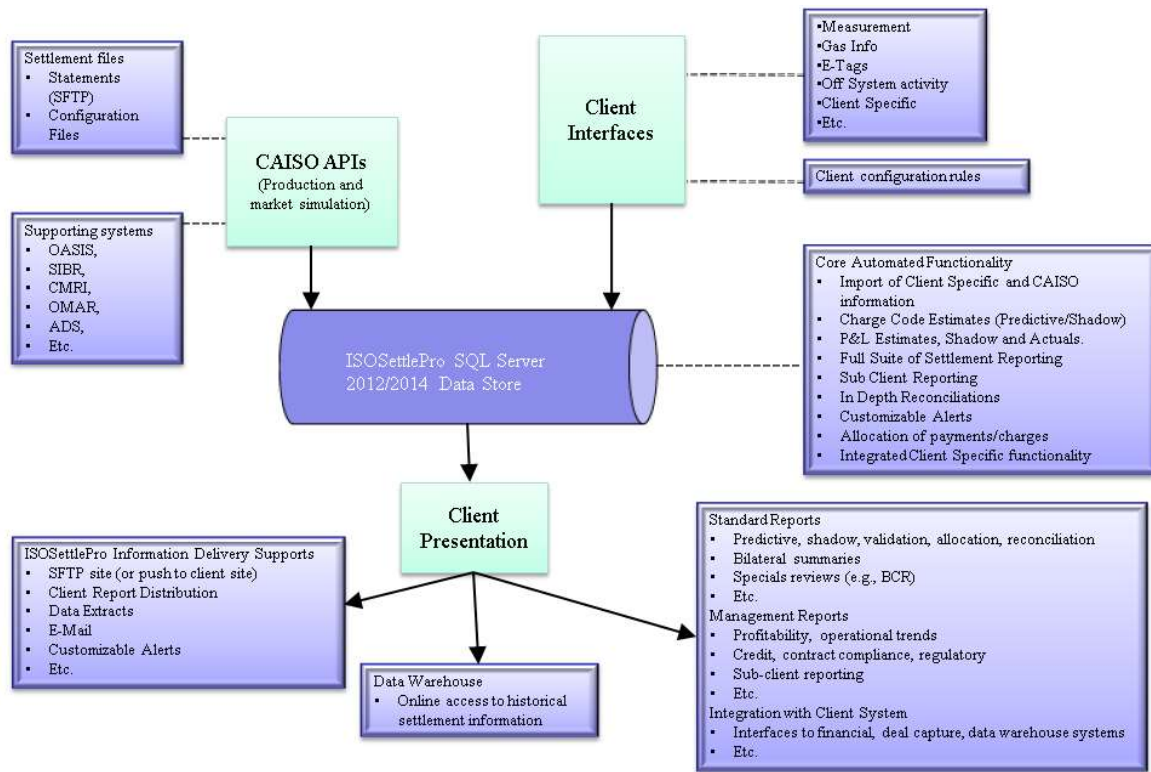 Settlement files
▪ Statements
(SFTP)
▪ Configuration
Files
CAISO APIs
(Production and
market simulation)
Supporting systems
▪ OASIS,
▪ SIBR,
▪ CMRI,
▪ OMAR,
▪ ADS,
▪ Etc.
Client
Interfaces
▪Measurement
▪Gas Info
▪E-Tags
▪Off System activity
▪Client Specific
▪Etc.
Client configuration rules
ISOSettlePro SQL Server
2012/2014 Data Store
Core Automated Functionality
▪ Import of Client Specific and CAISO
information
▪ Charge Code Estimates (Predictive/Shadow)
▪ P&L Estimates, Shadow and Actuals.
▪ Full Suite of Settlement Reporting
▪ Sub Client Reporting
▪ In Depth Reconciliations
▪ Customizable Alerts
▪ Allocation of payments/charges
▪ Integrated Client Specific functionality
Client
Presentation
ISOSettlePro Information Delivery Supports
▪ SFTP site (or push to client site)
▪ Client Report Distribution
▪ Data Extracts
▪ E-Mail
▪ Customizable Alerts
▪ Etc.
Data Warehouse
▪ Online access to historical
settlement information
Standard Reports
▪ Predictive, shadow, validation, allocation, reconciliation
▪ Bilateral summaries
▪ Specials reviews (e.g., BCR)
▪ Etc.
Management Reports
▪ Profitability, operational trends
▪ Credit, contract compliance, regulatory
▪ Sub-client reporting
▪ Etc.
Integration with Client System
▪ Interfaces to financial, deal capture, data warehouse systems
▪ Etc.